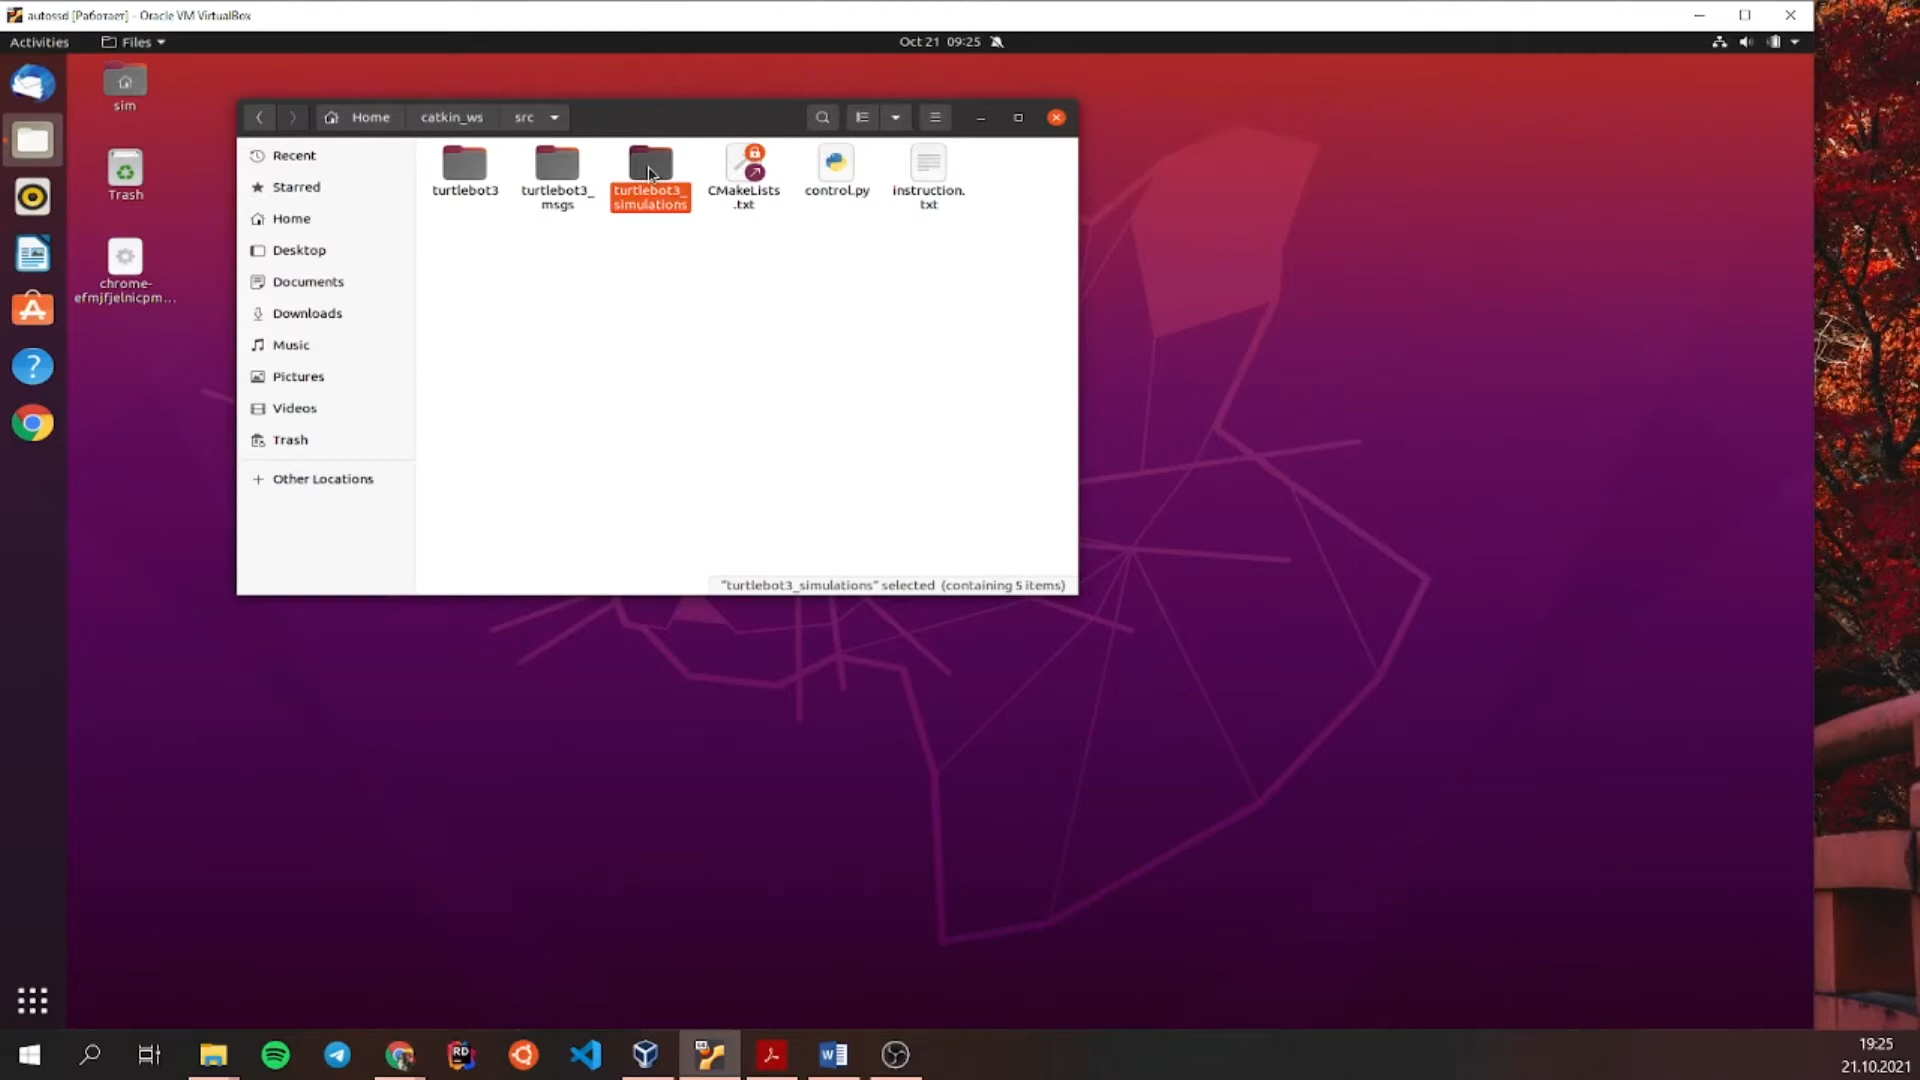 autossd [Работает] - Oracle VM VirtualBox
Activities
Files
Oct 21 09:25
sim
Trash
chrome-
efmjfjelnicpm...
Home
catkin_ws
src
Recent
Starred
Home
Desktop
Documents
Downloads
Music
Pictures
Videos
Trash
+ Other Locations
turtlebot3
turtlebot3_
msgs
turtlebot3_
simulations
CMakeLists
.txt
control.py
instruction.
txt
"turtlebot3_simulations" selected (containing 5 items)
RD
W
19:25
21.10.2021